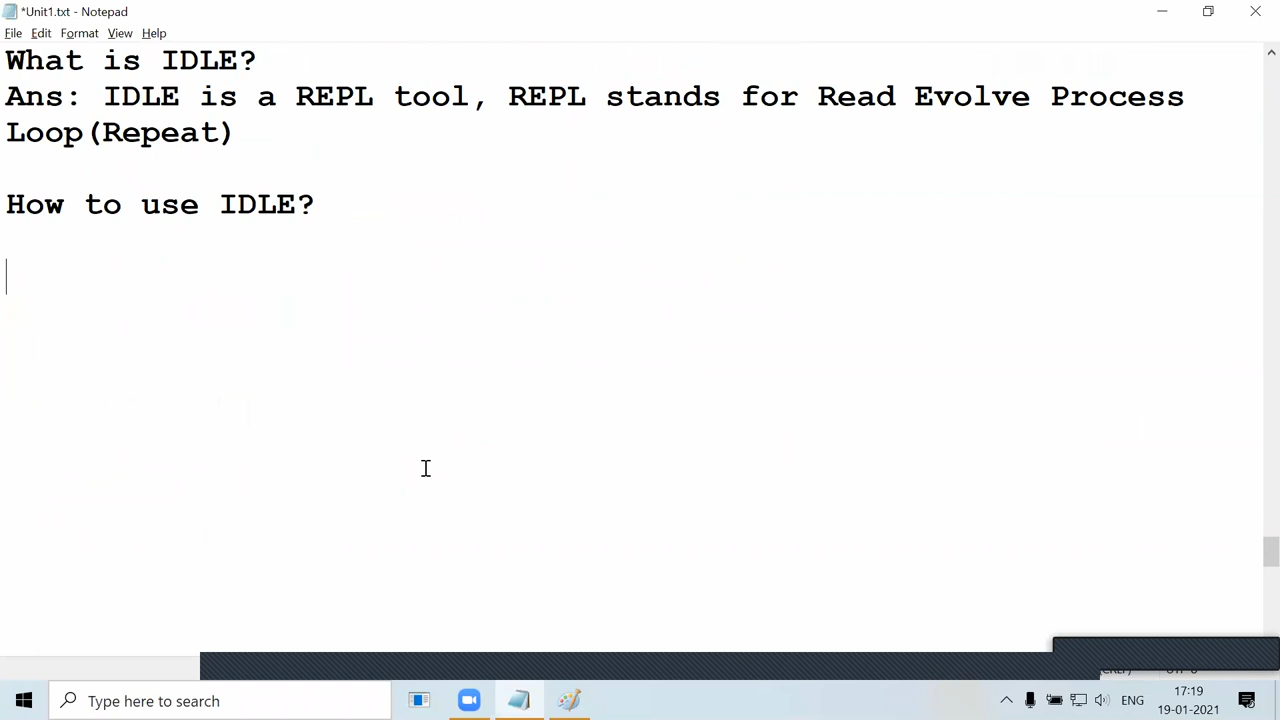 *Unit1.txt - Notepad
File Edit Format View Help
What is IDLE?
Ans: IDLE is a REPL tool, REPL stands for Read Evolve Process
Loop(Repeat)
How to use IDLE?
Type here to search
ENG
17:19
19-01-2021